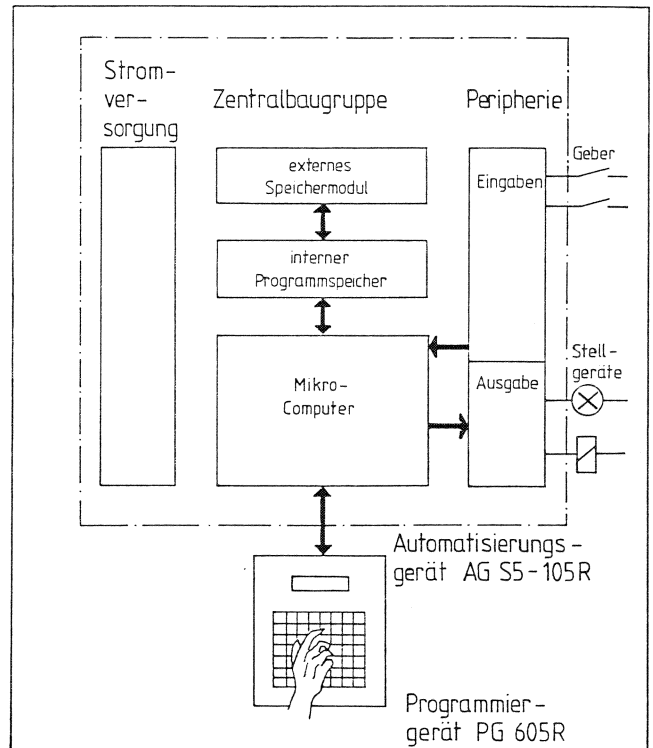 Strom-
ver-
sorgung
Zentralbaugruppe
Peripherie
externes
Speichermodul
interner
Programmspeicher
Mikro-
Computer
Eingaben
Ausgabe
Geber
Stell-
geräte
Automatisierungs-
gerät AG S5-105R
Programmier-
gerät PG 605R